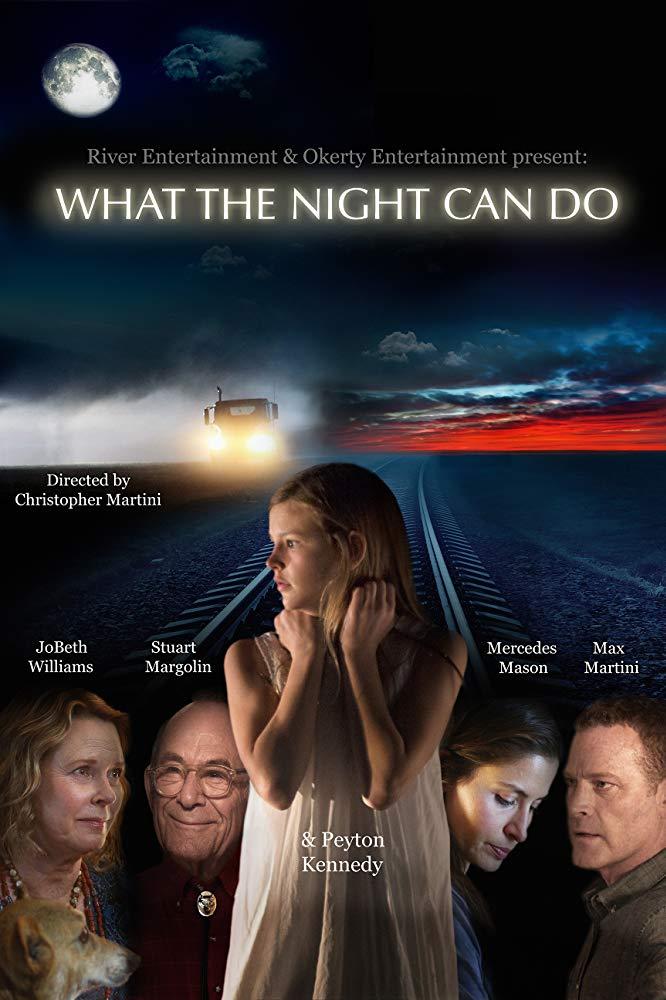 River Entertainment & Okerty Entertainment present:
WHAT THE NIGHT CAN DO
Directed by
Christopher Martini
JoBeth
Williams
Stuart
Margolin
Mercedes
Mason
Max
Martini
& Peyton
Kennedy